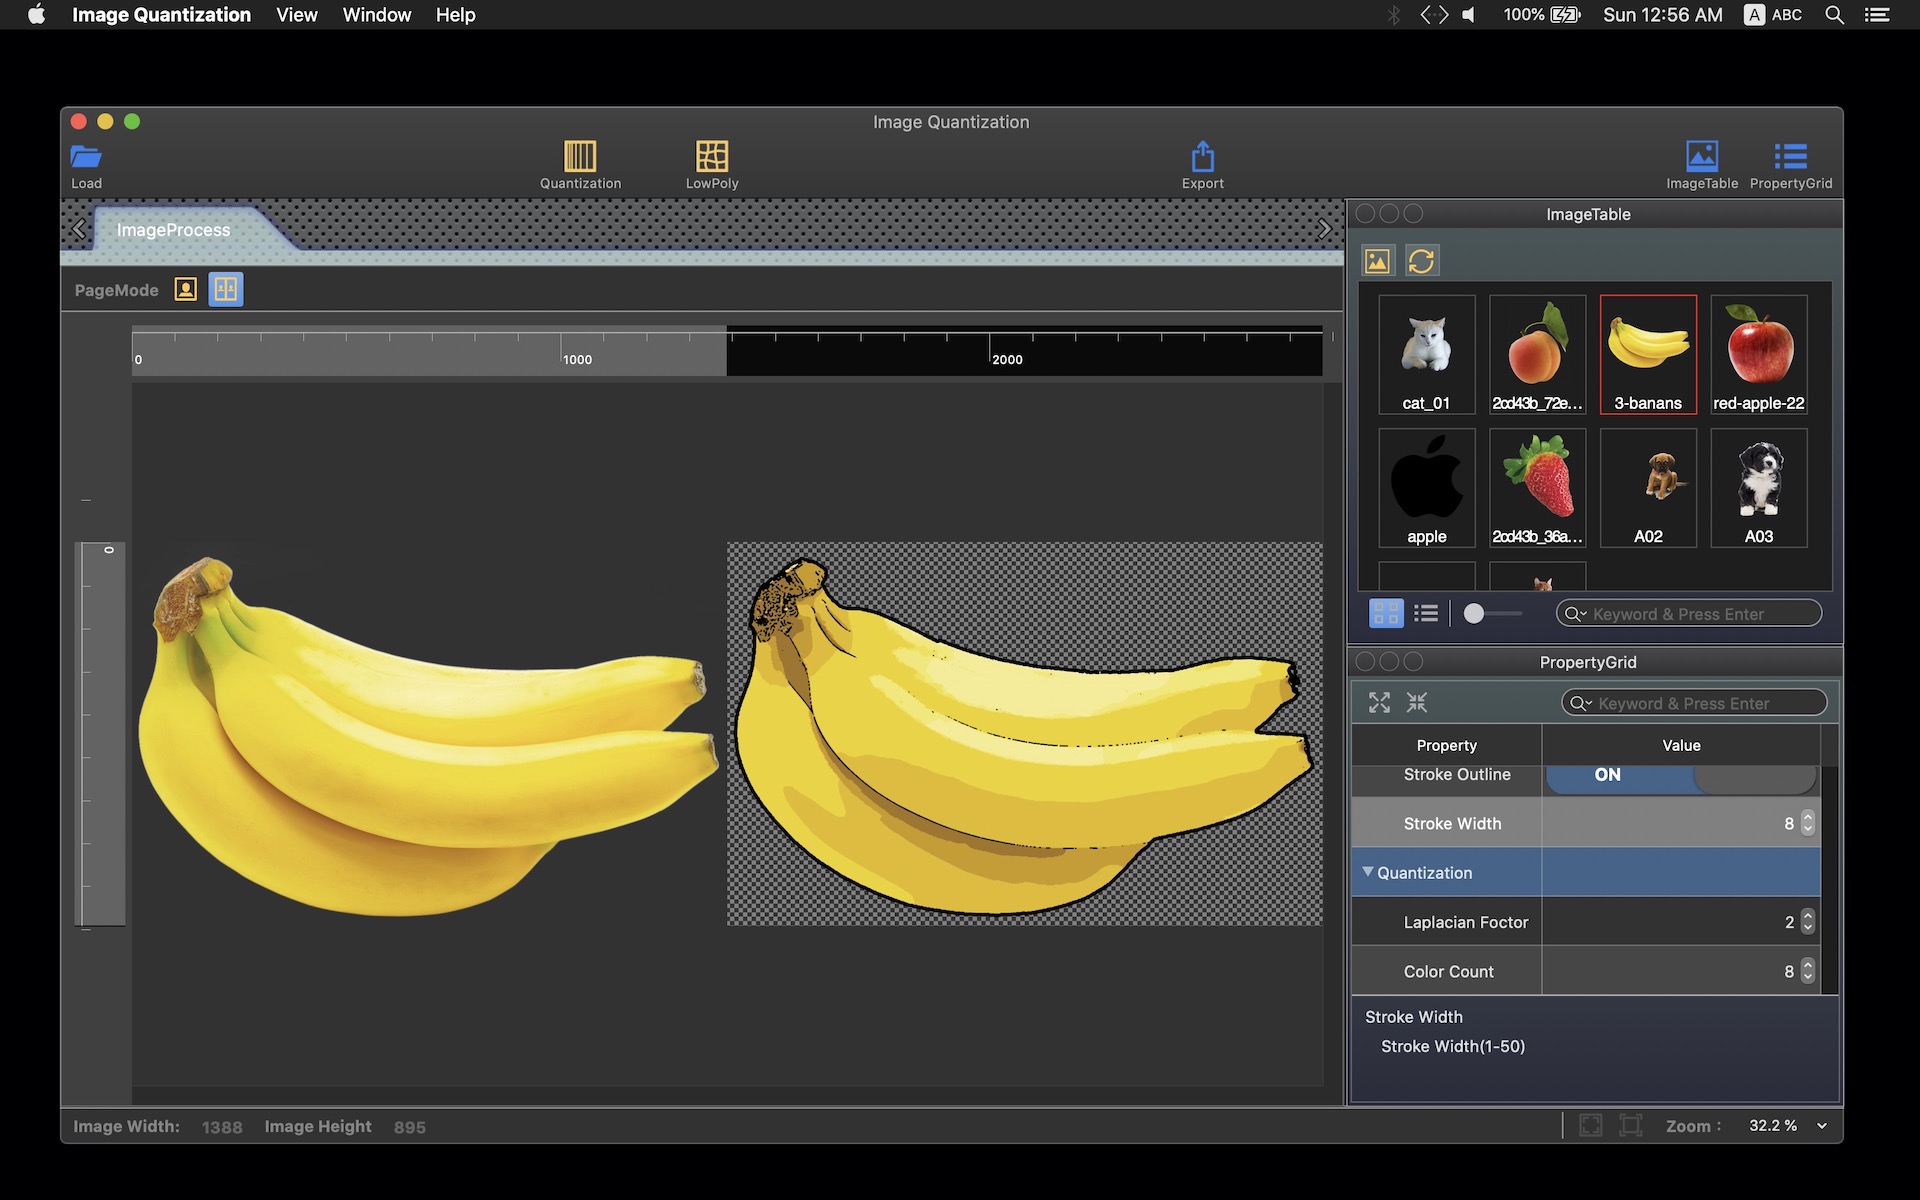 Image Quantization View Window Help 100% Sun 12:56 AM A ABC
Image Quantization
Load Quantization LowPoly Export ImageTable PropertyGrid
ImageProcess
PageMode
0 1000 2000
0
ImageTable
cat_01 2cd43b_72e... 3-banans red-apple-22
apple 2cd43b_36a... A02 A03
Keyword & Press Enter
PropertyGrid
Keyword & Press Enter
Property Value
Stroke Outline ON
Stroke Width 8
Quantization
Laplacian Foctor 2
Color Count 8
Stroke Width
Stroke Width(1-50)
Image Width: 1388 Image Height 895 Zoom : 32.2 %